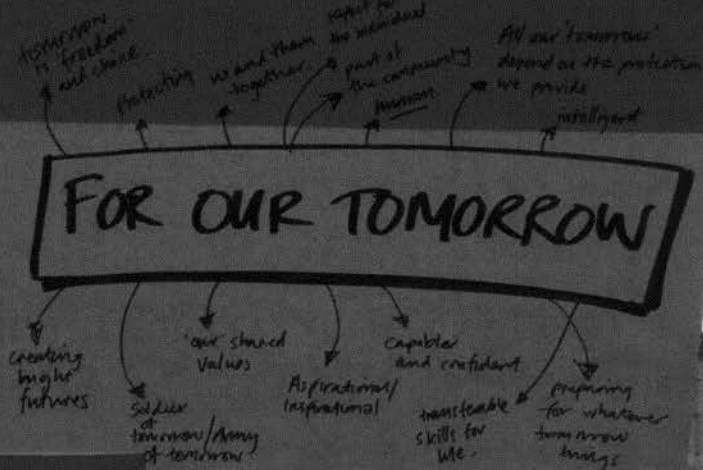 tomorrow
is freedom
and choice.
Protecting
us and them
together
respect for
the individual
part of
the community
human
All our 'tomorrows'
depend on the protection
we provide
intelligent
FOR OUR TOMORROW
creating
bright
futures
Soldier
of
tomorrow/Army
of tomorrow
'our' shared
values
Aspirational/
Inspirational
capable
and confident
transferable
skills for
life.
preparing
for whatever
tomorrow
brings